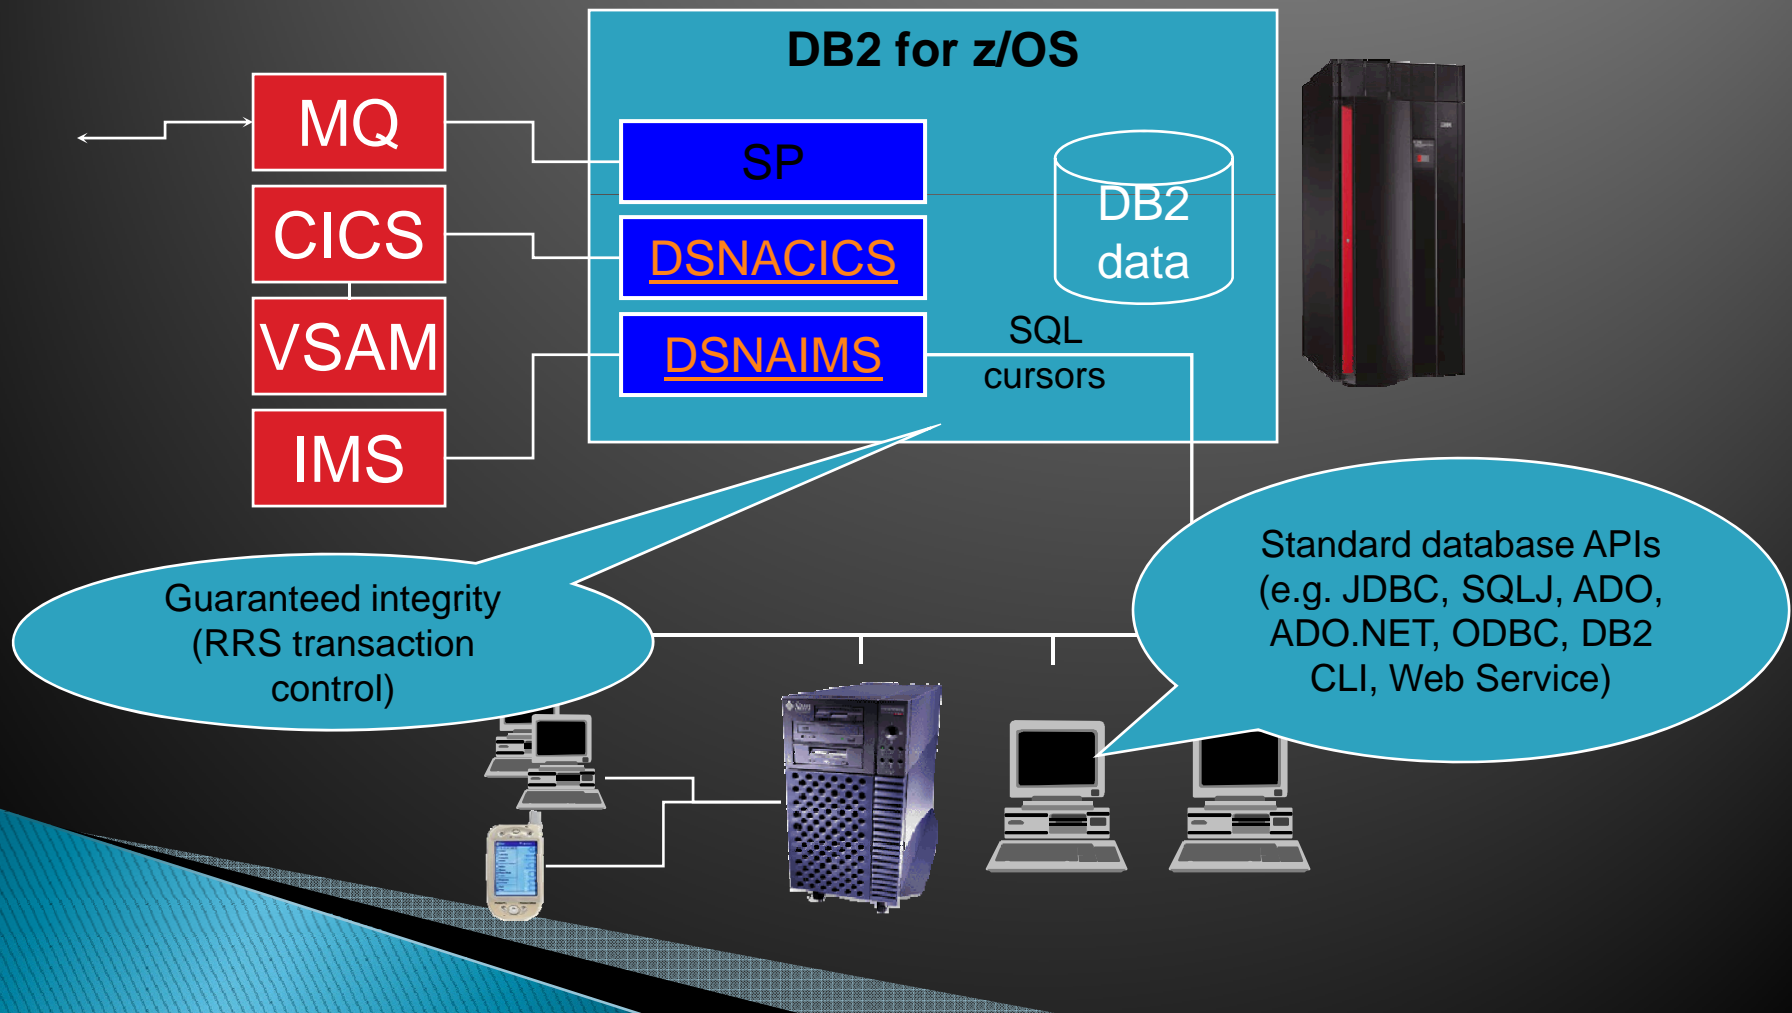 DB2 for z/OS
MQ
SP
CICS
DSNACICS
DB2
data
VSAM
DSNAIMS
SQL
cursors
IMS
Guaranteed integrity
(RRS transaction
control)
Standard database APIs
(e.g. JDBC, SQLJ, ADO,
ADO.NET, ODBC, DB2
CLI, Web Service)
Sun